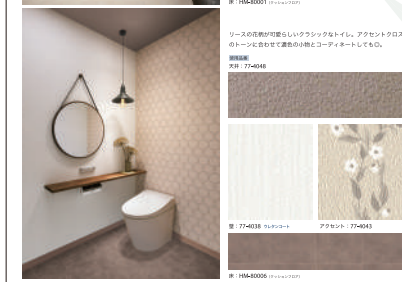 床：HM-80001 (クッションフロア)
リースの花柄が可愛らしいクラシックなトイレ。アクセントクロス
のトーンに合わせて濃色の小物とコーディネートしても◎。
使用品番
天井：77-4048
壁：77-4038 ウレタンコート
アクセント：77-4043
床：HM-80006 (クッションフロア)